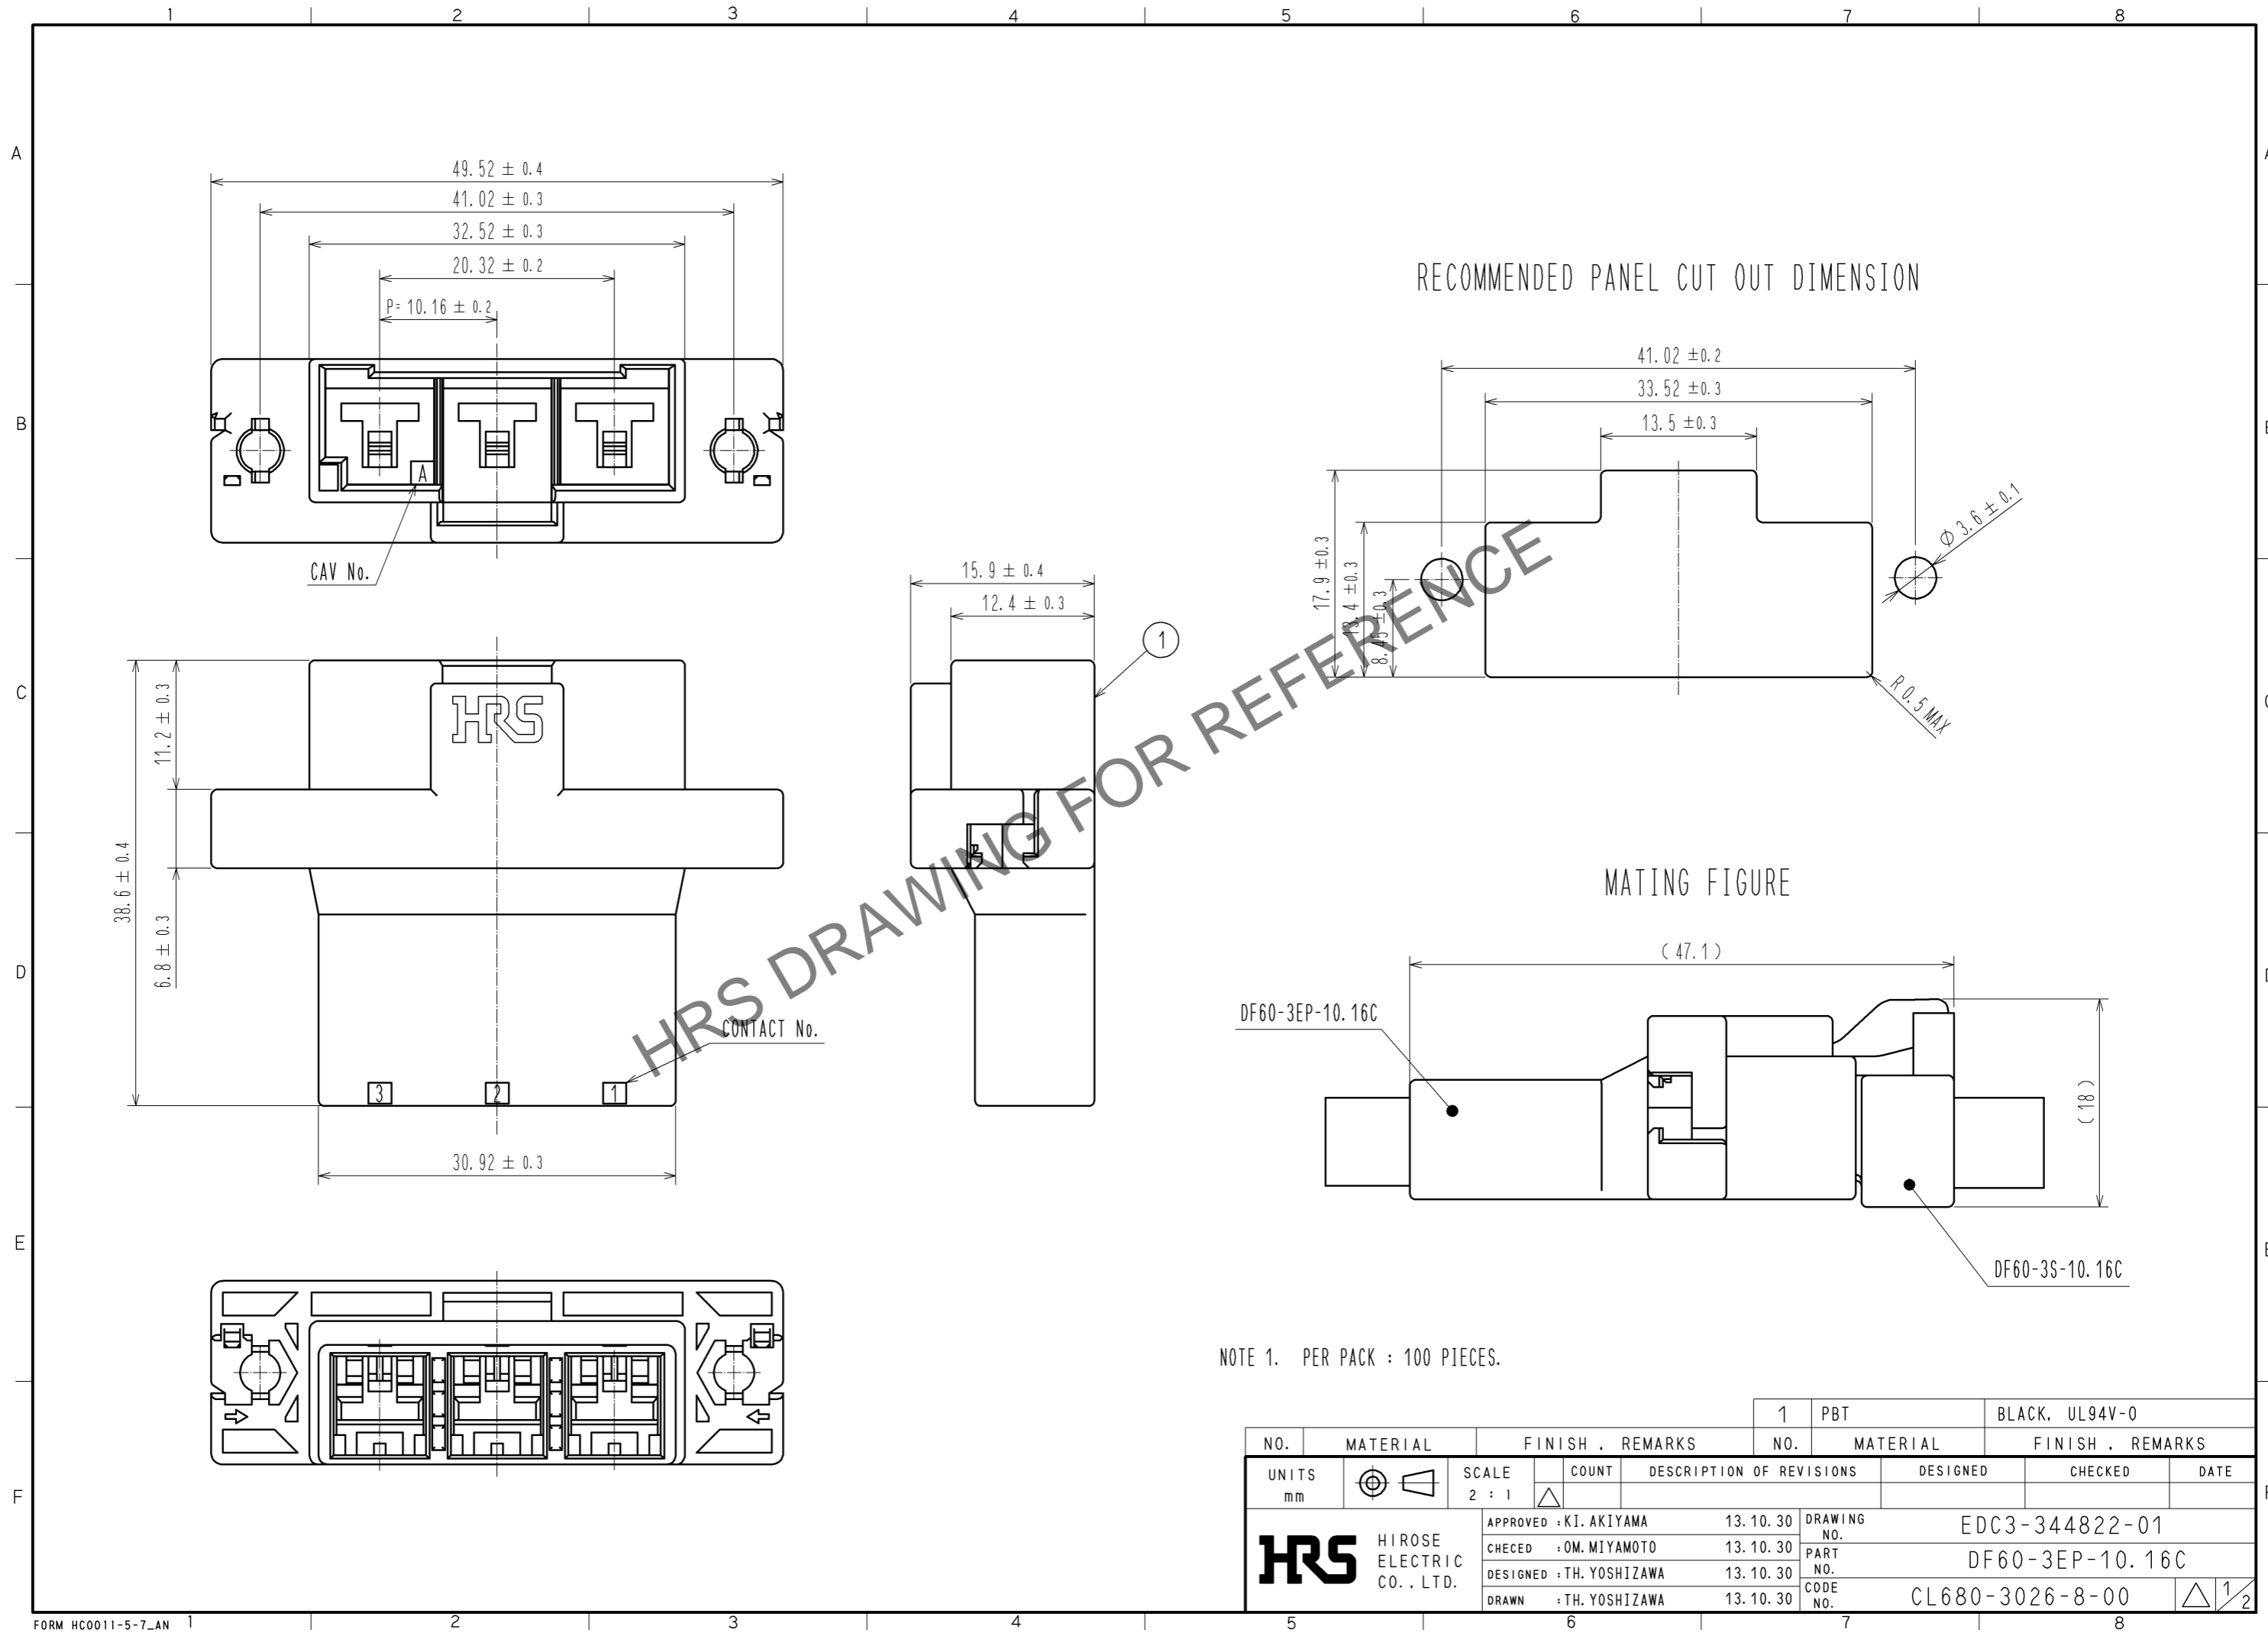 1 2 3 4 5 6 7 8
A
B
C
D
E
F
49.52 ± 0.4
41.02 ± 0.3
32.52 ± 0.3
20.32 ± 0.2
P=10.16 ± 0.2
A
CAV No.
RECOMMENDED PANEL CUT OUT DIMENSION
41.02 ±0.2
33.52 ±0.3
13.5 ±0.3
17.9 ±0.3
13.4 ±0.3
8.45 ±0.3
Ø 3.6 ± 0.1
R 0.5 MAX
15.9 ± 0.4
12.4 ± 0.3
1
HRS
11.2 ± 0.3
38.6 ± 0.4
6.8 ± 0.3
CONTACT No.
3 2 1
30.92 ± 0.3
HRS DRAWING FOR REFERENCE
MATING FIGURE
(47.1)
DF60-3EP-10.16C
(18)
DF60-3S-10.16C
NOTE 1. PER PACK : 100 PIECES.
1 PBT BLACK. UL94V-0
NO. MATERIAL FINISH . REMARKS NO. MATERIAL FINISH . REMARKS
UNITS
mm
SCALE
2 : 1
COUNT DESCRIPTION OF REVISIONS DESIGNED CHECKED DATE
HRS
HIROSE
ELECTRIC
CO.,LTD.
APPROVED :KI.AKIYAMA 13.10.30
CHECED :OM.MIYAMOTO 13.10.30
DESIGNED :TH.YOSHIZAWA 13.10.30
DRAWN :TH.YOSHIZAWA 13.10.30
DRAWING NO. EDC3-344822-01
PART NO. DF60-3EP-10.16C
CODE NO. CL680-3026-8-00
1/2
FORM HC0011-5-7_AN
1 2 3 4 5 6 7 8